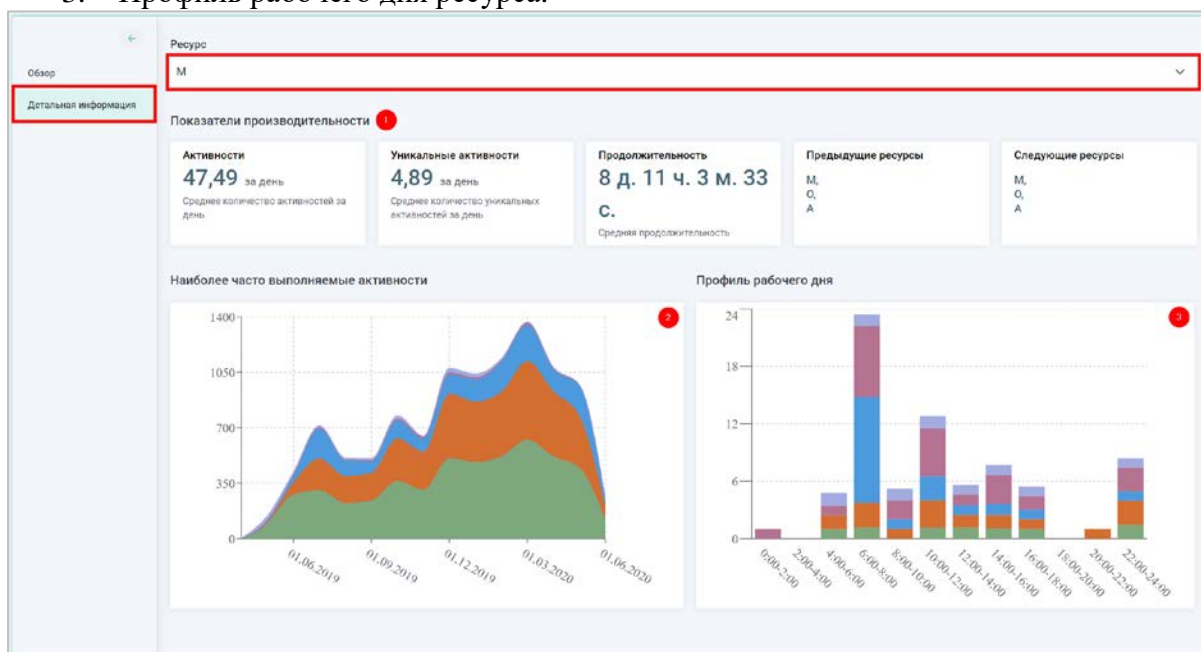 3. Профиль рабочего дня ресурса.
←
Ресурс
Обзор
М
Детальная информация
Показатели производительности 1
Активности
47,49 за день
Среднее количество активностей за
день
Уникальные активности
4,89 за день
Среднее количество уникальных
активностей за день
Продолжительность
8 д. 11 ч. 3 м. 33
с.
Средняя продолжительность
Предыдущие ресурсы
М,
О,
А
Следующие ресурсы
М,
О,
А
Наиболее часто выполняемые активности
2
1400
1050
700
350
0
01.06.2019
01.09.2019
01.12.2019
01.03.2020
01.06.2020
Профиль рабочего дня
3
24
18
12
6
0
0:00-2:00
2:00-4:00
4:00-6:00
6:00-8:00
8:00-10:00
10:00-12:00
12:00-14:00
14:00-16:00
16:00-18:00
18:00-20:00
20:00-22:00
22:00-24:00